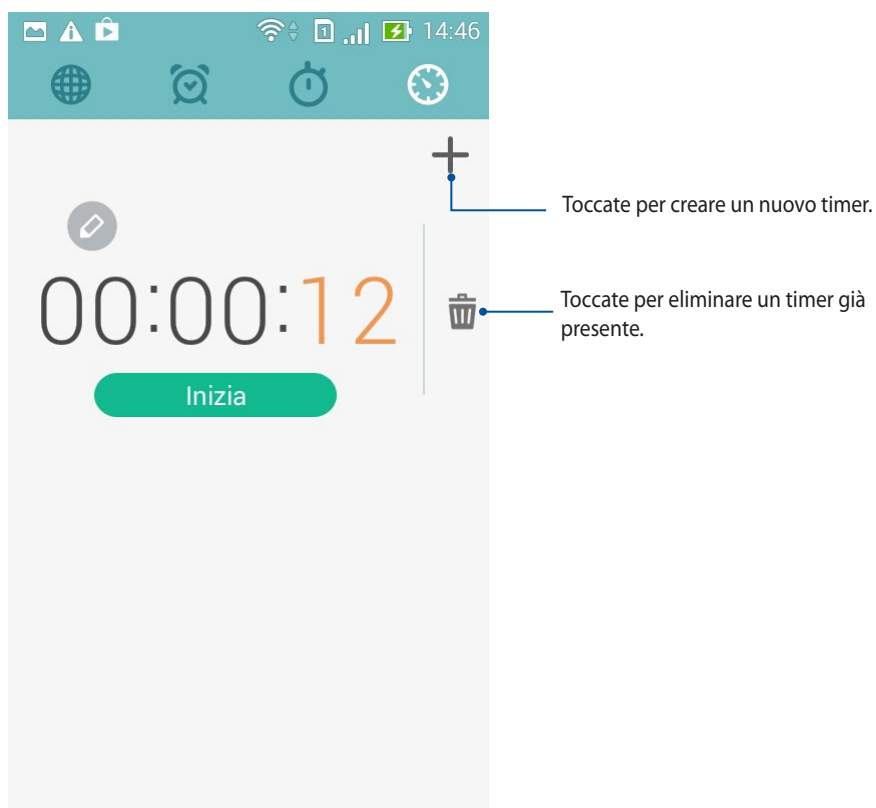 1
14:46
Toccate per creare un nuovo timer.
00:00:12
Toccate per eliminare un timer già
presente.
Inizia